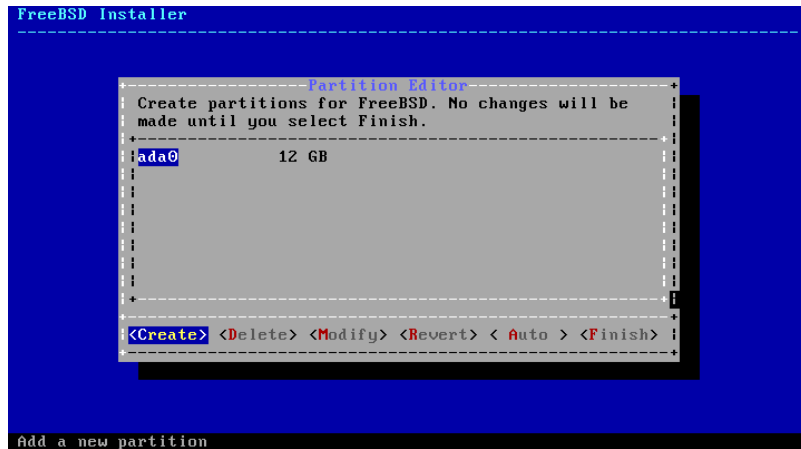 FreeBSD Installer
Partition Editor
Create partitions for FreeBSD. No changes will be
made until you select Finish.
ada0 12 GB
<Create> <Delete> <Modify> <Revert> < Auto > <Finish>
Add a new partition